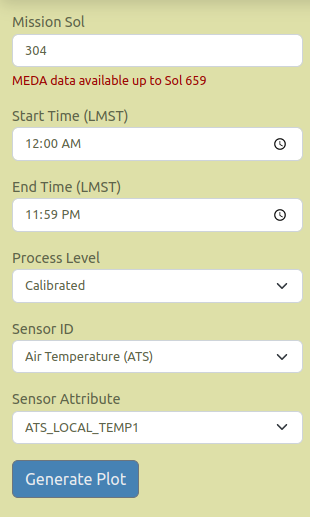 Mission Sol
304
MEDA data available up to Sol 659
Start Time (LMST)
12:00 AM
End Time (LMST)
11:59 PM
Process Level
Calibrated
Sensor ID
Air Temperature (ATS)
Sensor Attribute
ATS_LOCAL_TEMP1
Generate Plot